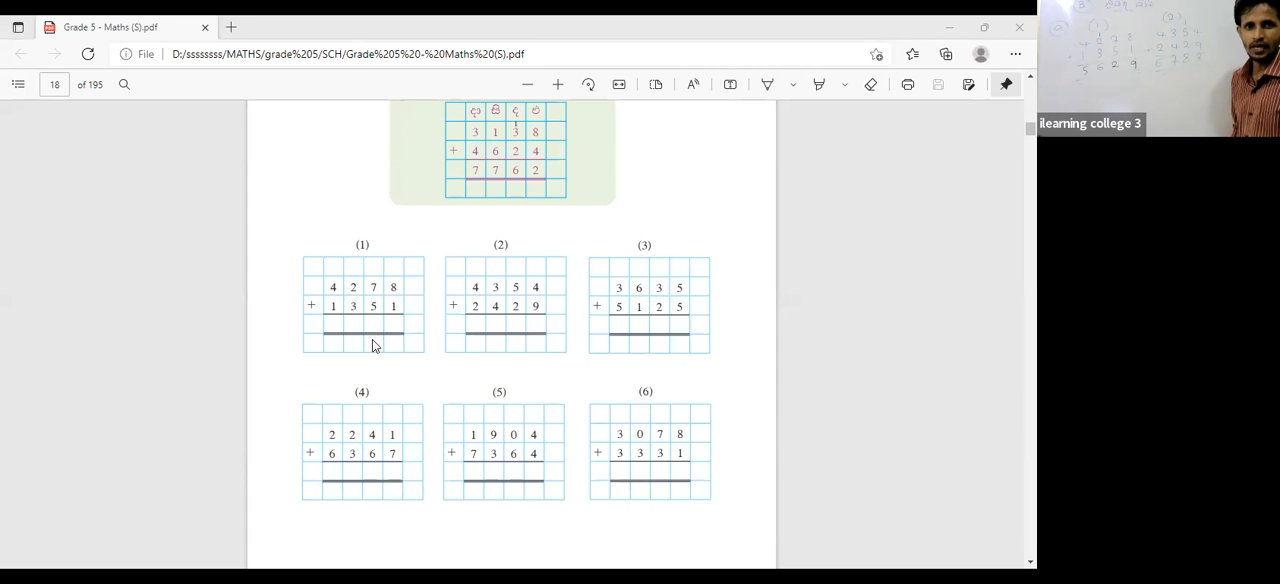 Grade 5 - Maths (S).pdf
File D:/ssssssss/MATHS/grade%205/SCH/Grade%205%20-%20Maths%20(S).pdf
18 of 195
ilearning college 3
දා සි ද එ
1
3 1 3 8
+ 4 6 2 4
7 7 6 2
(1) (2) (3)
4 2 7 8 4 3 5 4 3 6 3 5
+ 1 3 5 1 + 2 4 2 9 + 5 1 2 5
(4) (5) (6)
2 2 4 1 1 9 0 4 3 0 7 8
+ 6 3 6 7 + 7 3 6 4 + 3 3 3 1